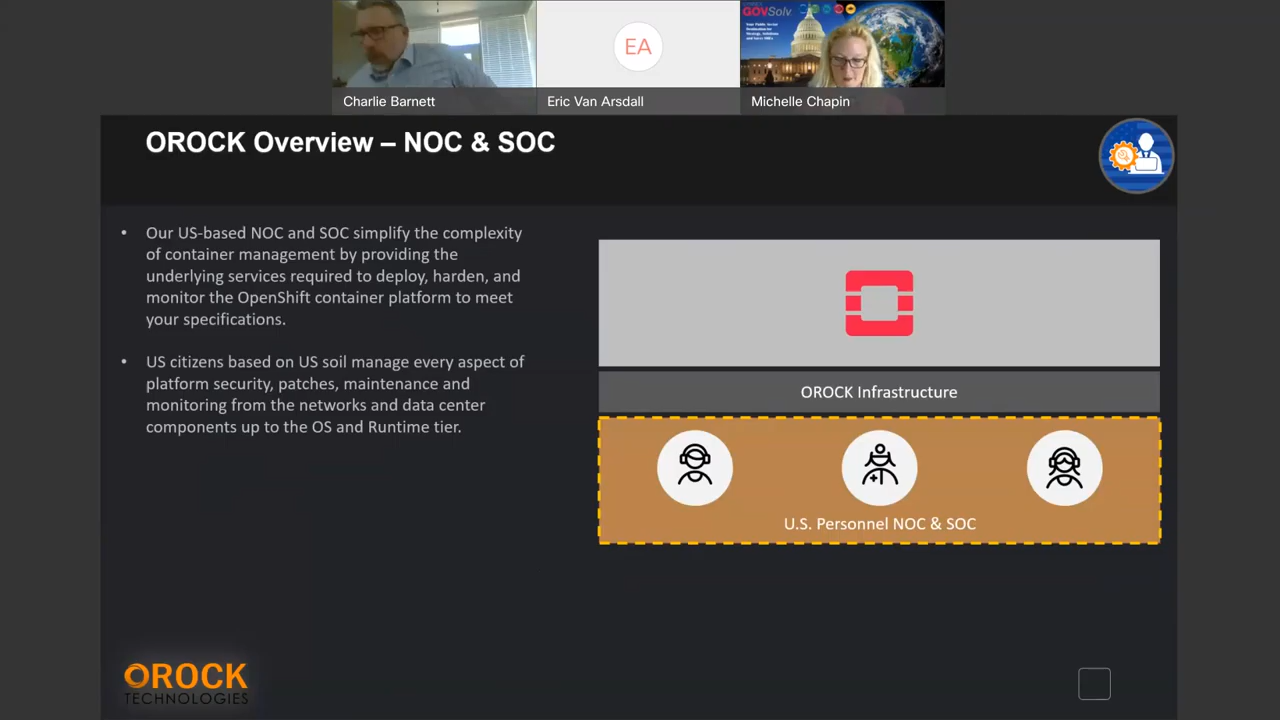 GOVSolv
EA
Charlie Barnett
Eric Van Arsdall
Michelle Chapin
OROCK Overview – NOC & SOC
• Our US-based NOC and SOC simplify the complexity
of container management by providing the
underlying services required to deploy, harden, and
monitor the OpenShift container platform to meet
your specifications.
• US citizens based on US soil manage every aspect of
platform security, patches, maintenance and
monitoring from the networks and data center
components up to the OS and Runtime tier.
OROCK Infrastructure
U.S. Personnel NOC & SOC
OROCK
TECHNOLOGIES